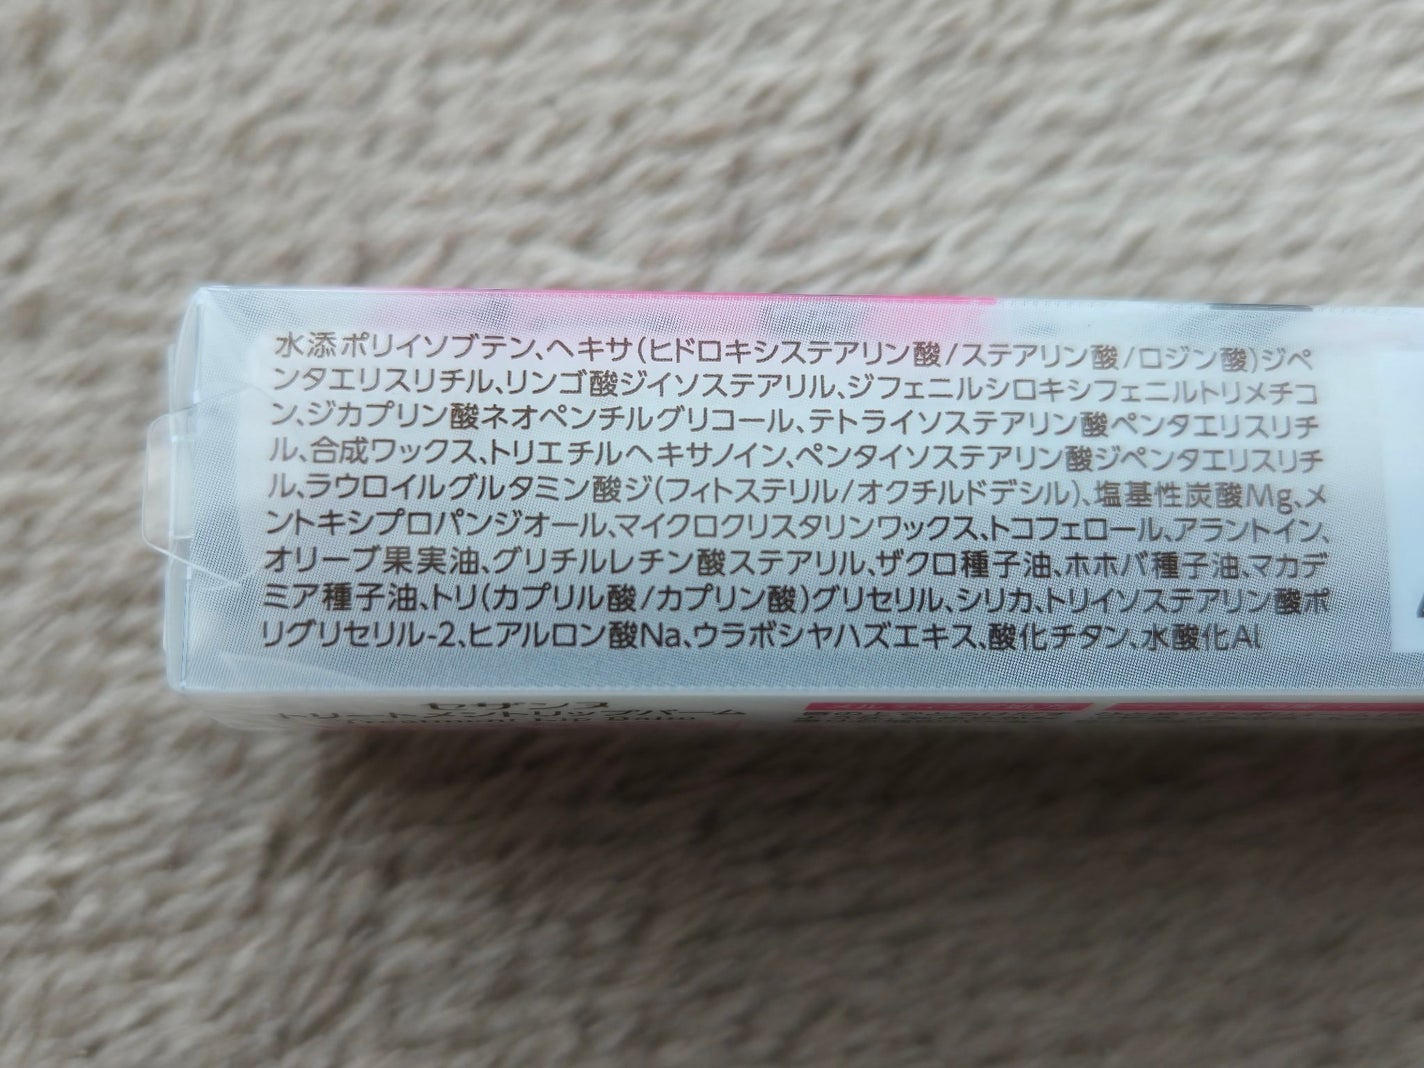 水添ポリイソブテン、ヘキサ(ヒドロキシステアリン酸/ステアリン酸/ロジン酸)ジペ
ンタエリスリチル、リンゴ酸ジイソステアリル、ジフェニルシロキシフェニルトリメチコ
ン、ジカプリン酸ネオペンチルグリコール、テトライソステアリン酸ペンタエリスリチ
ル、合成ワックス、トリエチルヘキサノイン、ペンタイソステアリン酸ジペンタエリスリチ
ル、ラウロイルグルタミン酸ジ(フィトステリル/オクチルドデシル)、塩基性炭酸Mg、メ
ントキシプロパンジオール、マイクロクリスタリンワックス、トコフェロール、アラントイン、
オリーブ果実油、グリチルレチン酸ステアリル、ザクロ種子油、ホホバ種子油、マカデ
ミア種子油、トリ(カプリル酸/カプリン酸)グリセリル、シリカ、トリイソステアリン酸ポ
リグリセリル-2、ヒアルロン酸Na、ウラボシヤハズエキス、酸化チタン、水酸化Al
セザンヌ
トリートメントリップバーム